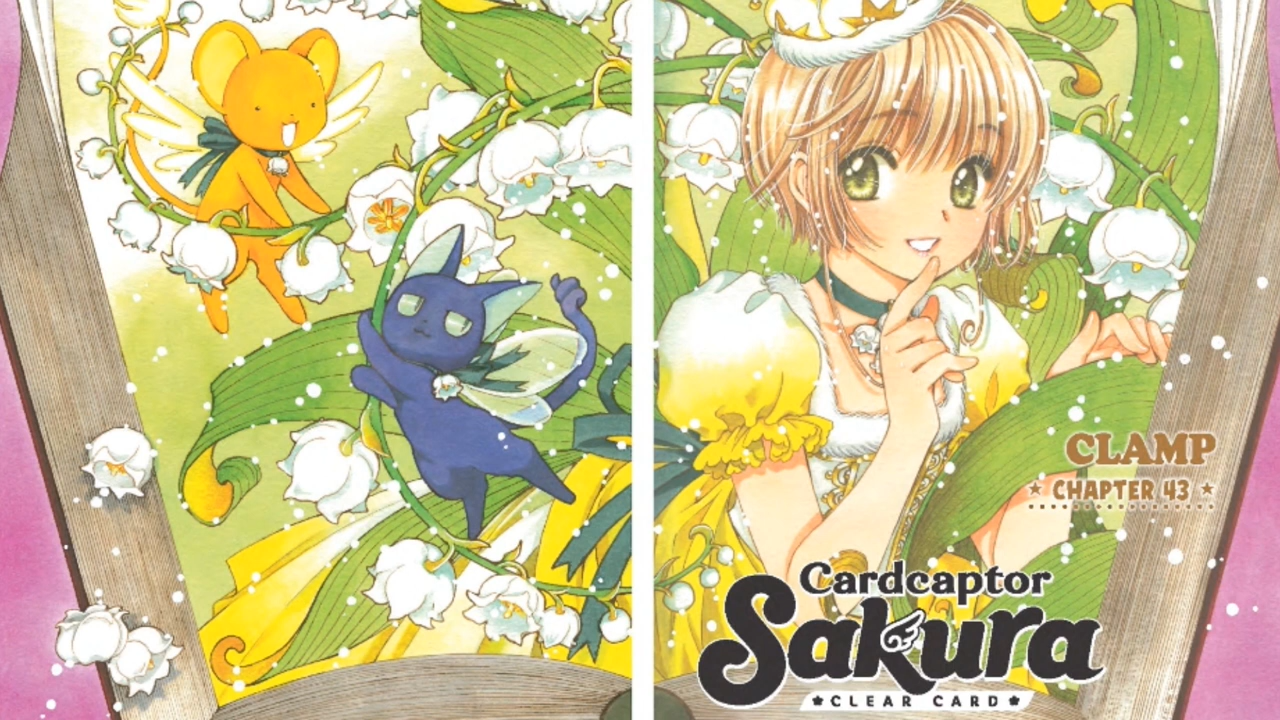 CLAMP
★ CHAPTER 43 ★
Cardcaptor
Sakura
★CLEAR CARD★